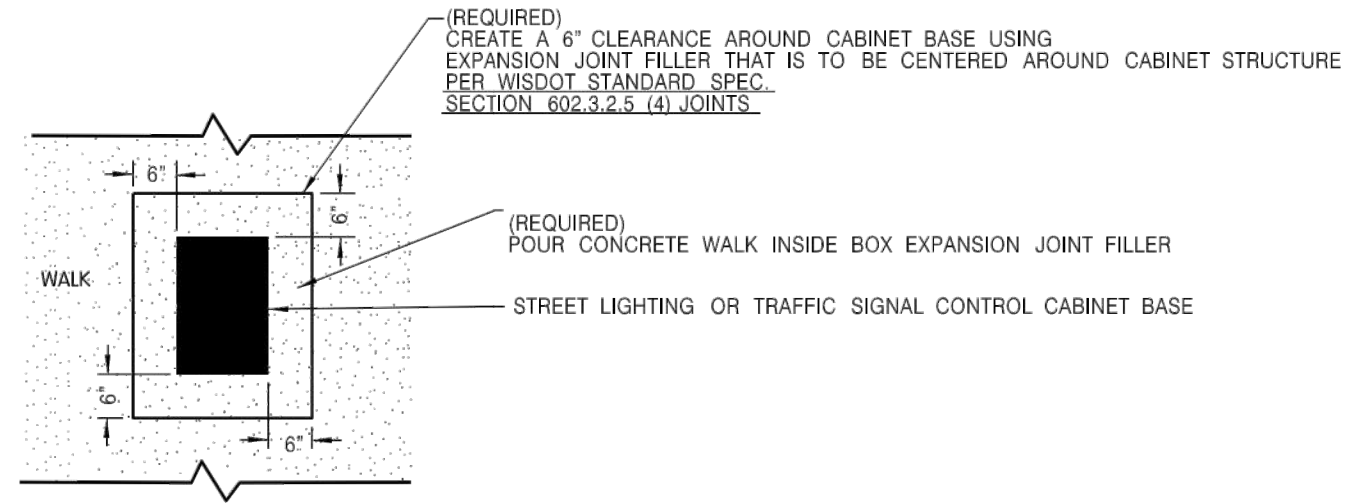 (REQUIRED)
CREATE A 6" CLEARANCE AROUND CABINET BASE USING
EXPANSION JOINT FILLER THAT IS TO BE CENTERED AROUND CABINET STRUCTURE
PER WISDOT STANDARD SPEC.
SECTION 602.3.2.5 (4) JOINTS
6"
6"
(REQUIRED)
POUR CONCRETE WALK INSIDE BOX EXPANSION JOINT FILLER
WALK
STREET LIGHTING OR TRAFFIC SIGNAL CONTROL CABINET BASE
6"
6"